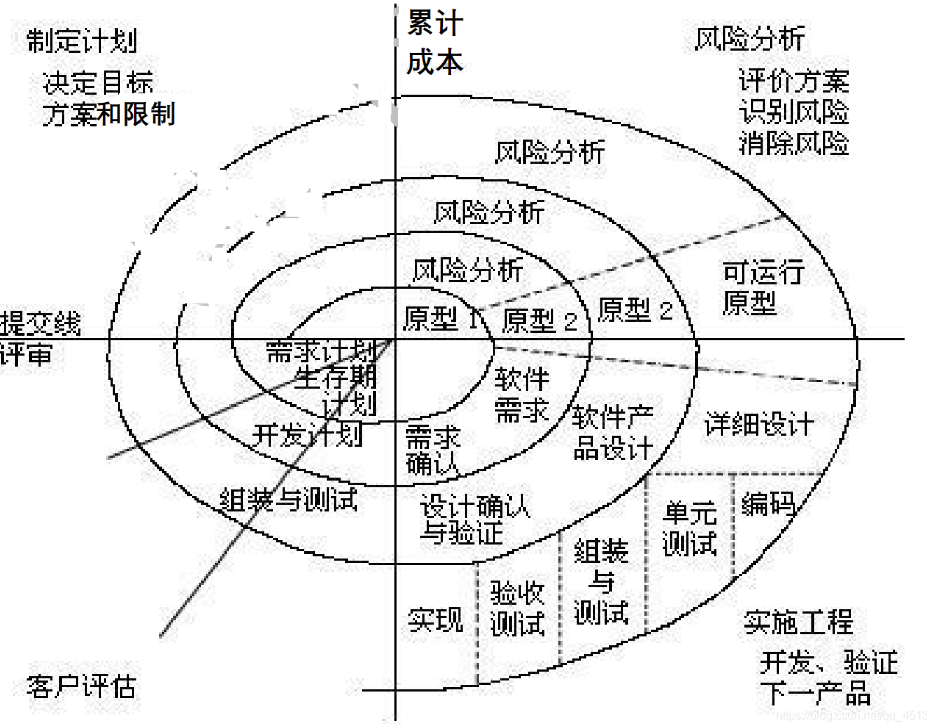 制定计划
决定目标
方案和限制
累计
成本
风险分析
评价方案
识别风险
消除风险
风险分析
风险分析
风险分析
可运行
原型
原型 1
原型 2
原型 2
提交线
评审
需求计划
生存期
计划
开发计划
组装与测试
软件
需求
需求
确认
软件产
品设计
详细设计
设计确认
与验证
实现
验收
测试
组装
与
测试
单元
测试
编码
客户评估
实施工程
开发、验证
下一产品